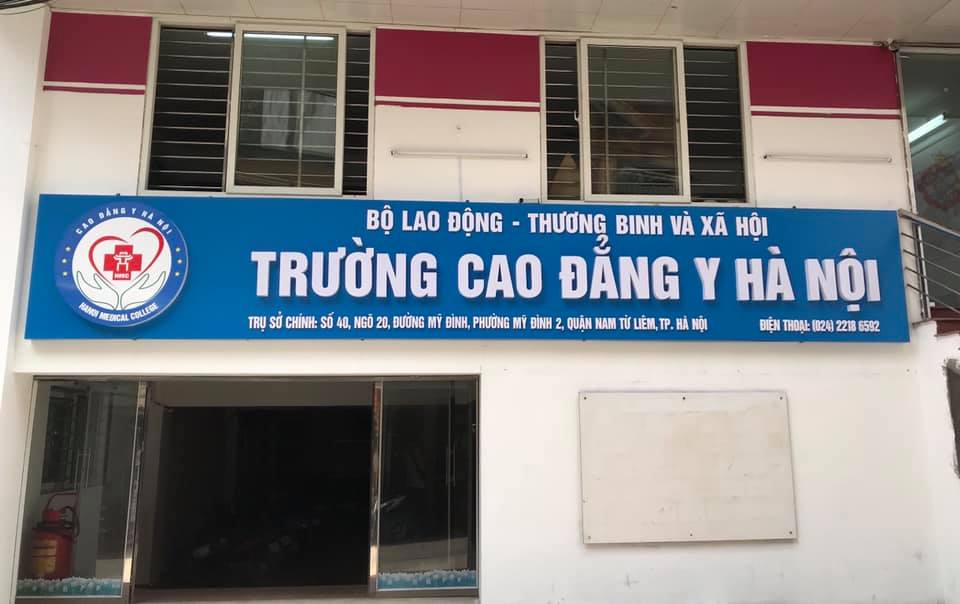 CAO ĐẲNG Y HÀ NỘI
HMSC
HANOI MEDICAL COLLEGE
BỘ LAO ĐỘNG - THƯƠNG BINH VÀ XÃ HỘI
TRƯỜNG CAO ĐẲNG Y HÀ NỘI
TRỤ SỞ CHÍNH: SỐ 40, NGÕ 20, ĐƯỜNG MỸ ĐÌNH, PHƯỜNG MỸ ĐÌNH 2, QUẬN NAM TỪ LIÊM, TP. HÀ NỘI ĐIỆN THOẠI: (024) 2218 6592